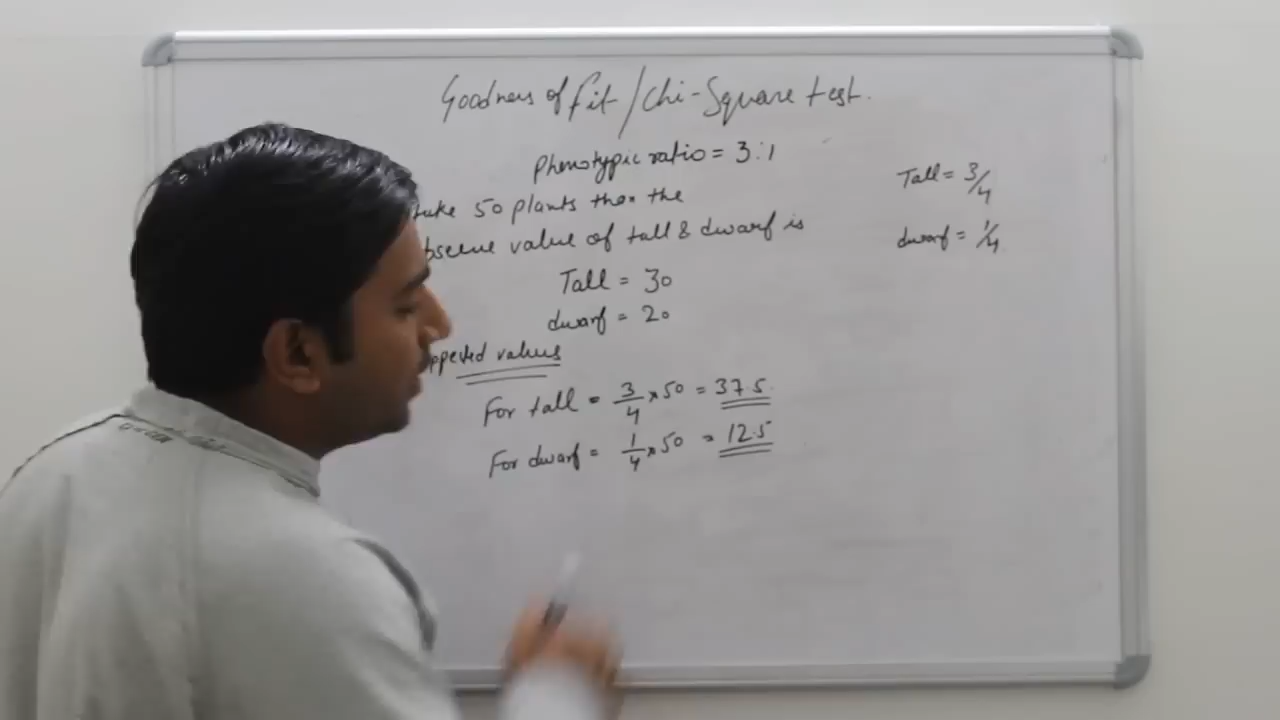 Goodness of fit/chi-Square test.
Phenotypic ratio = 3:1
take 50 plants then the
observe value of tall & dwarf is
Tall = 30
dwarf = 20
values
For tall = 3/4 × 50 = 37.5
For dwarf = 1/4 × 50 = 12.5
Tall = 3/4
dwarf = 1/4